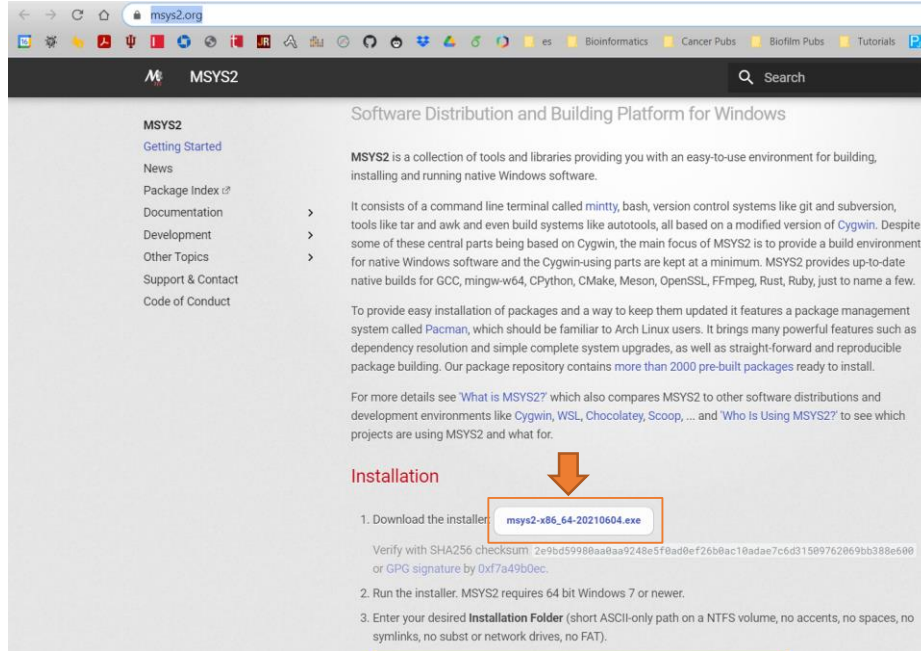 msys2.org
es
Bioinformatics
Cancer Pubs
Biofilm Pubs
Tutorials
MSYS2
Search
MSYS2
Getting Started
News
Package Index
Documentation
Development
Other Topics
Support & Contact
Code of Conduct
Software Distribution and Building Platform for Windows
MSYS2 is a collection of tools and libraries providing you with an easy-to-use environment for building,
installing and running native Windows software.
It consists of a command line terminal called mintty, bash, version control systems like git and subversion,
tools like tar and awk and even build systems like autotools, all based on a modified version of Cygwin. Despite
some of these central parts being based on Cygwin, the main focus of MSYS2 is to provide a build environment
for native Windows software and the Cygwin-using parts are kept at a minimum. MSYS2 provides up-to-date
native builds for GCC, mingw-w64, CPython, CMake, Meson, OpenSSL, FFmpeg, Rust, Ruby, just to name a few.
To provide easy installation of packages and a way to keep them updated it features a package management
system called Pacman, which should be familiar to Arch Linux users. It brings many powerful features such as
dependency resolution and simple complete system upgrades, as well as straight-forward and reproducible
package building. Our package repository contains more than 2000 pre-built packages ready to install.
For more details see 'What is MSYS2?' which also compares MSYS2 to other software distributions and
development environments like Cygwin, WSL, Chocolatey, Scoop, ... and 'Who Is Using MSYS2?' to see which
projects are using MSYS2 and what for.
Installation
1. Download the installer: msys2-x86_64-20210604.exe
Verify with SHA256 checksum 2e9bd59980aa0aa9248e5f0ad0ef26b0ac10adae7c6d31509762069bb388e600
or GPG signature by 0xf7a49b0ec.
2. Run the installer. MSYS2 requires 64 bit Windows 7 or newer.
3. Enter your desired Installation Folder (short ASCII-only path on a NTFS volume, no accents, no spaces, no
symlinks, no subst or network drives, no FAT).